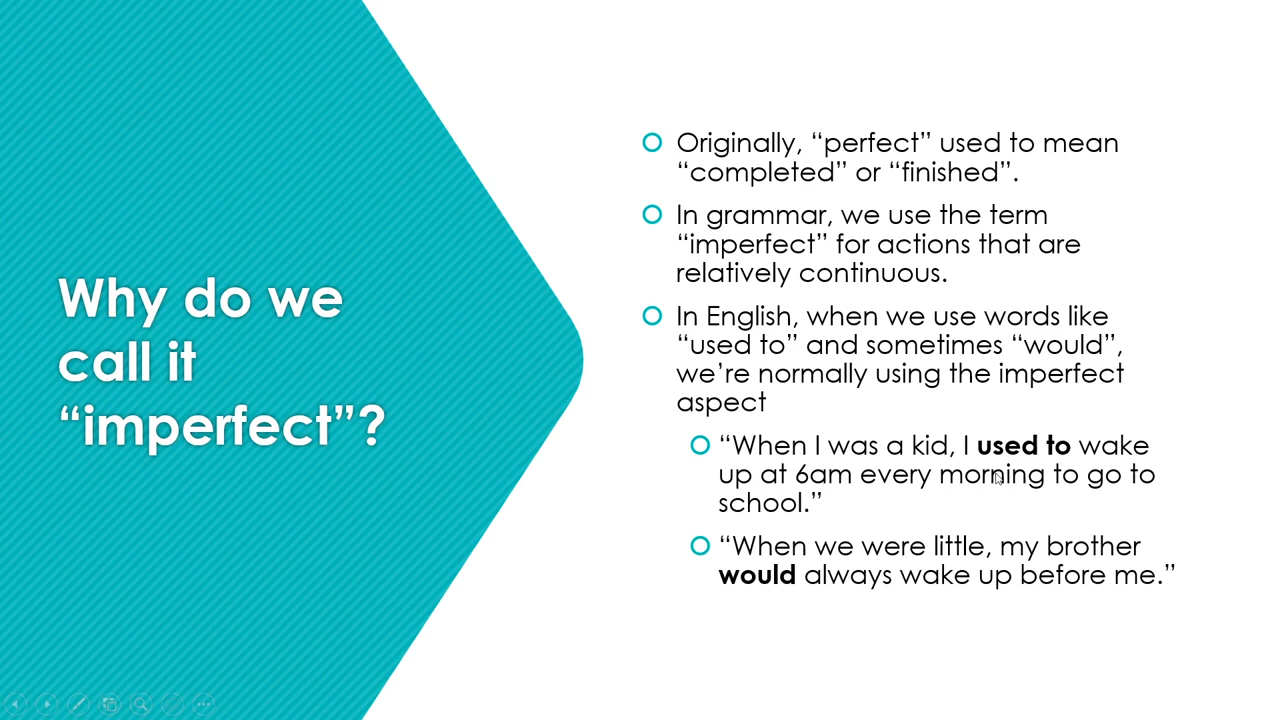 Why do we
call it
“imperfect”?
Originally, “perfect” used to mean
“completed” or “finished”.
In grammar, we use the term
“imperfect” for actions that are
relatively continuous.
In English, when we use words like
“used to” and sometimes “would”,
we’re normally using the imperfect
aspect
“When I was a kid, I used to wake
up at 6am every morning to go to
school.”
“When we were little, my brother
would always wake up before me.”